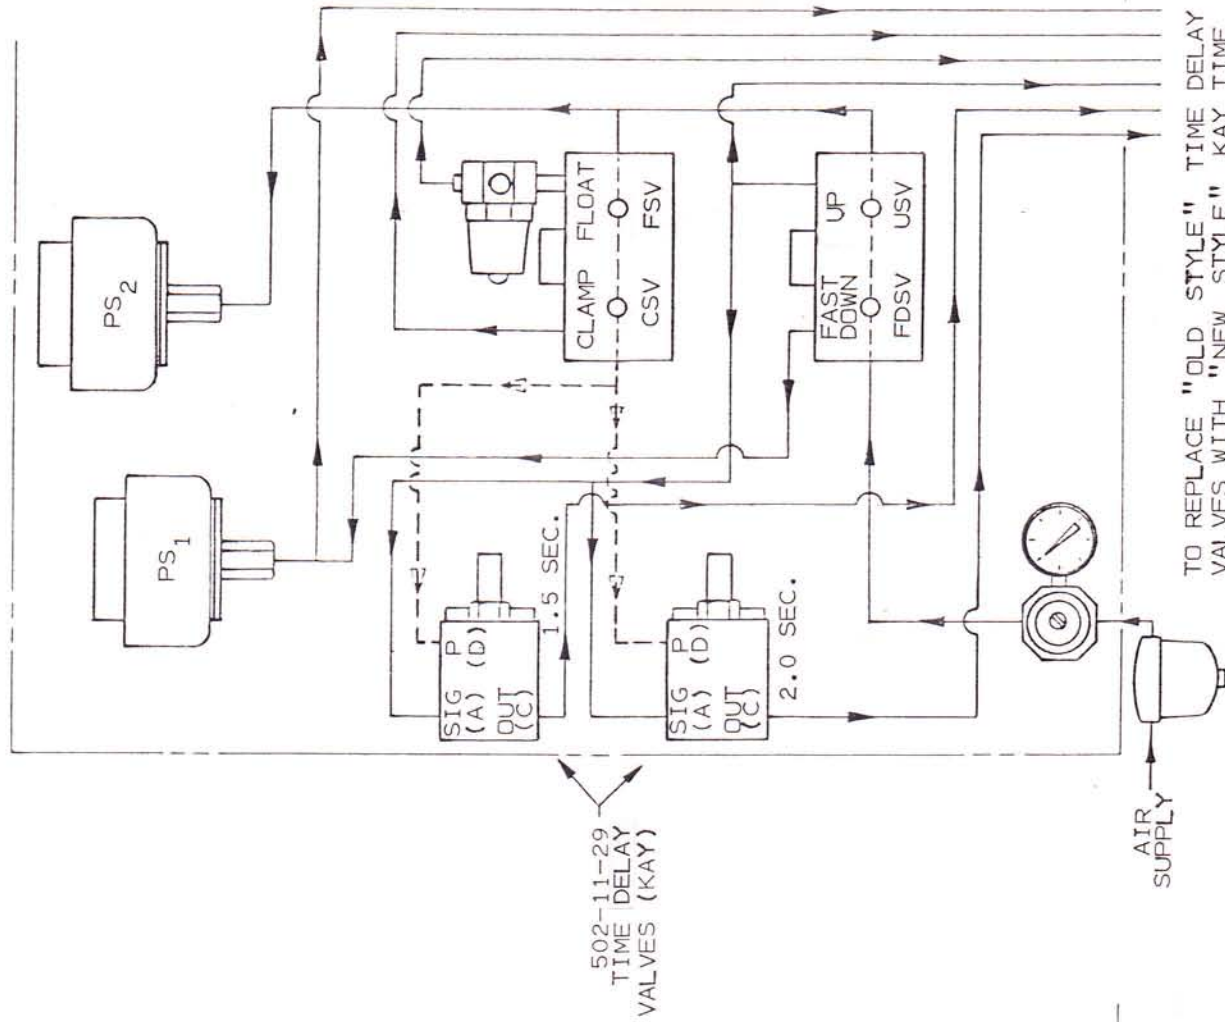 PS2
PS1
CLAMP FLOAT
CSV FSV
FAST
DOWN
UP
FDSV USV
SIG P
(A) (D)
OUT
(C)
1.5 SEC.
SIG P
(A) (D)
OUT
(C)
2.0 SEC.
502-11-29
TIME DELAY
VALVES (KAY)
AIR
SUPPLY
TO REPLACE "OLD STYLE" TIME DELAY
VALVES WITH "NEW STYLE" KAY TIME